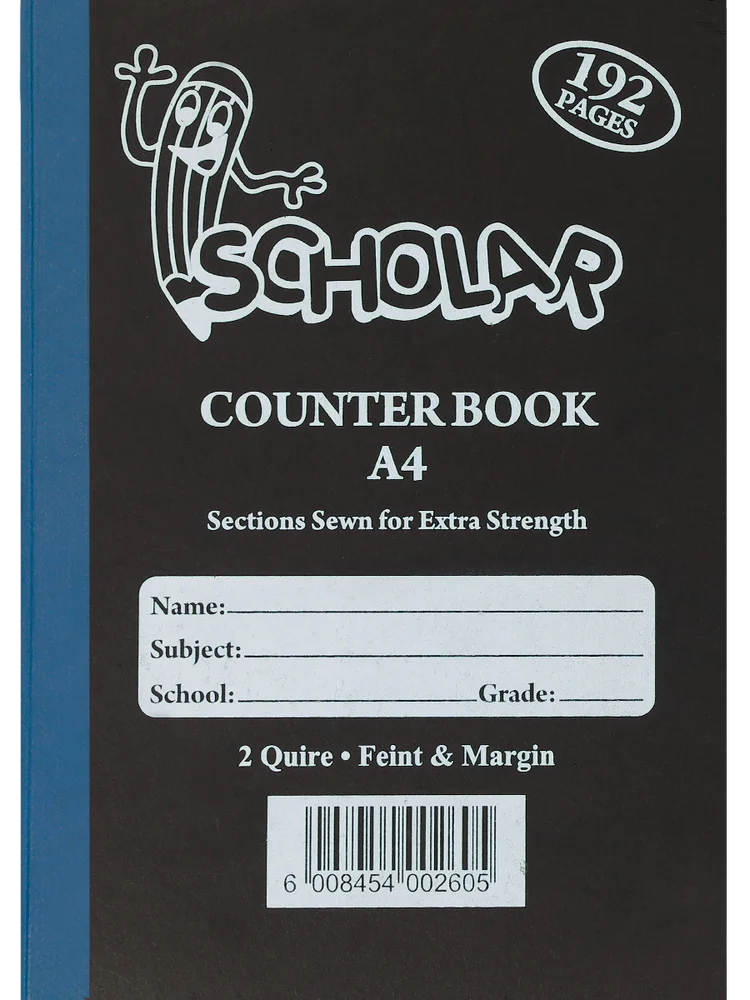 192
PAGES
SCHOLAR
COUNTER BOOK
A4
Sections Sewn for Extra Strength
Name:
Subject:
School: Grade:
2 Quire • Feint & Margin
6 008454 002605